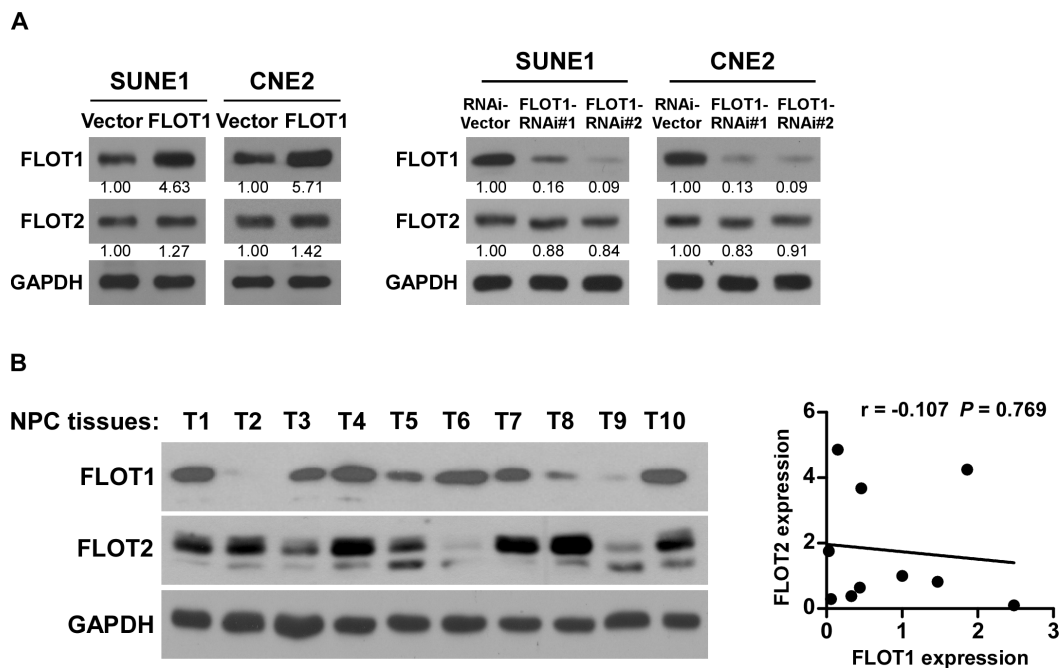 A
SUNE1 CNE2
Vector FLOT1 Vector FLOT1
FLOT1
1.00 4.63 1.00 5.71
FLOT2
1.00 1.27 1.00 1.42
GAPDH
SUNE1 CNE2
RNAi- FLOT1- FLOT1- RNAi- FLOT1- FLOT1-
Vector RNAi#1 RNAi#2 Vector RNAi#1 RNAi#2
FLOT1
1.00 0.16 0.09 1.00 0.13 0.09
FLOT2
1.00 0.88 0.84 1.00 0.83 0.91
GAPDH
B
NPC tissues: T1 T2 T3 T4 T5 T6 T7 T8 T9 T10
FLOT1
FLOT2
GAPDH
r = -0.107 P = 0.769
FLOT2 expression
6
4
2
0
0 1 2 3
FLOT1 expression